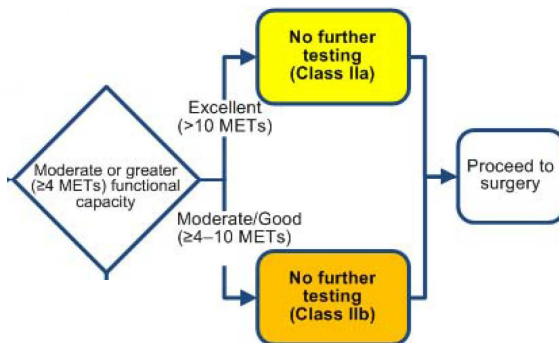 No further
testing
(Class IIa)
Excellent
(>10 METs)
Moderate or greater
(≥4 METs) functional
capacity
Proceed to
surgery
Moderate/Good
(≥4–10 METs)
No further
testing
(Class IIb)